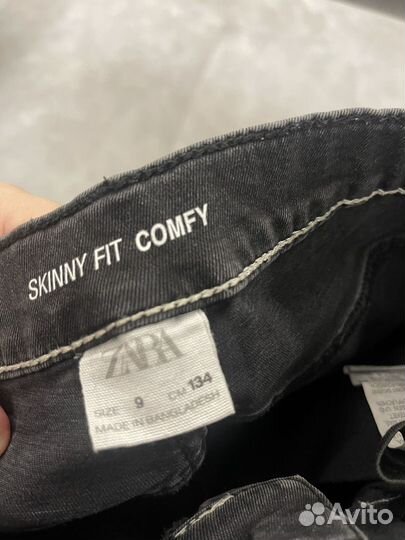 SKINNY FIT COMFY
ZARA
SIZE 9 CM 134
MADE IN BANGLADESH
Avito